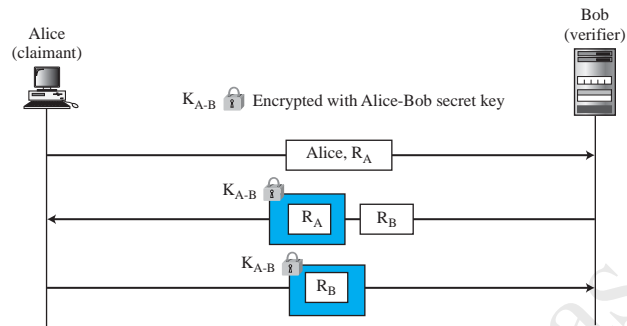 Alice
(claimant)
Bob
(verifier)
K_A-B Encrypted with Alice-Bob secret key
Alice, R_A
K_A-B
R_A R_B
K_A-B
R_B